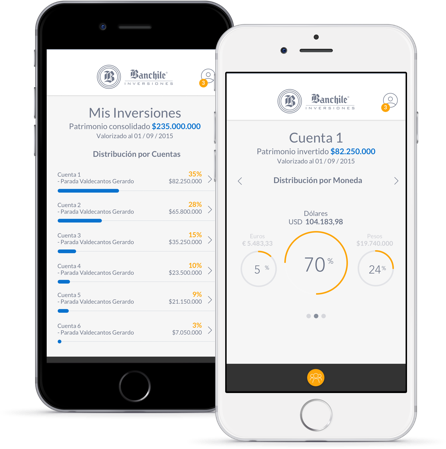 Banchile
INVERSIONES
3
Mis Inversiones
Patrimonio consolidado $235.000.000
Valorizado al 01 / 09 / 2015
Distribución por Cuentas
Cuenta 1 35%
- Parada Valdecantos Gerardo $82.250.000
Cuenta 2 28%
- Parada Valdecantos Gerardo $65.800.000
Cuenta 3 15%
- Parada Valdecantos Gerardo $35.250.000
Cuenta 4 10%
- Parada Valdecantos Gerardo $23.500.000
Cuenta 5 9%
- Parada Valdecantos Gerardo $21.150.000
Cuenta 6 3%
- Parada Valdecantos Gerardo $7.050.000
Banchile
INVERSIONES
3
Cuenta 1
Patrimonio invertido $82.250.000
Valorizado al 01 / 09 / 2015
Distribución por Moneda
Dólares
USD 104.183,98
Euros
€ 5.483,33
Pesos
$19.740.000
5 %
70 %
24 %